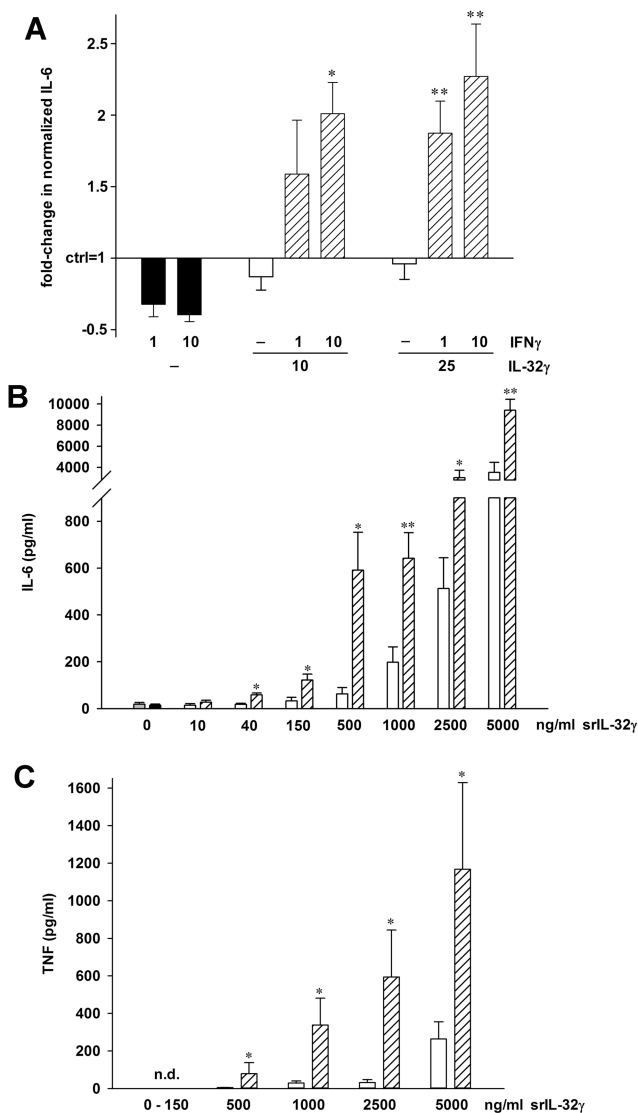 A
fold-change in normalized IL-6
2.5
2
1.5
ctrl=1
-0.5
*
**
**
1 10 – 1 10 – 1 10 IFNγ
– 10 25 IL-32γ
B
IL-6 (pg/ml)
10000
8000
6000
4000
800
600
400
200
0
* * * ** * **
0 10 40 150 500 1000 2500 5000 ng/ml srIL-32γ
C
TNF (pg/ml)
1600
1400
1200
1000
800
600
400
200
0
n.d.
* * * *
0 - 150 500 1000 2500 5000 ng/ml srIL-32γ